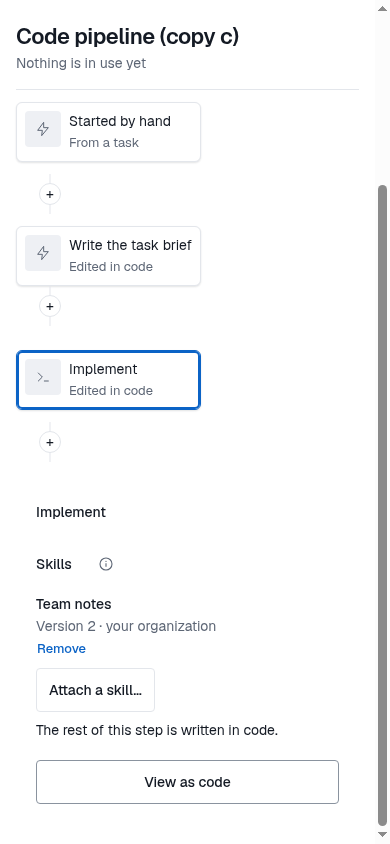 Code pipeline (copy c)
Nothing is in use yet
Started by hand
From a task
+
Write the task brief
Edited in code
+
Implement
Edited in code
+
Implement
Skills
Team notes
Version 2 · your organization
Remove
Attach a skill...
The rest of this step is written in code.
View as code